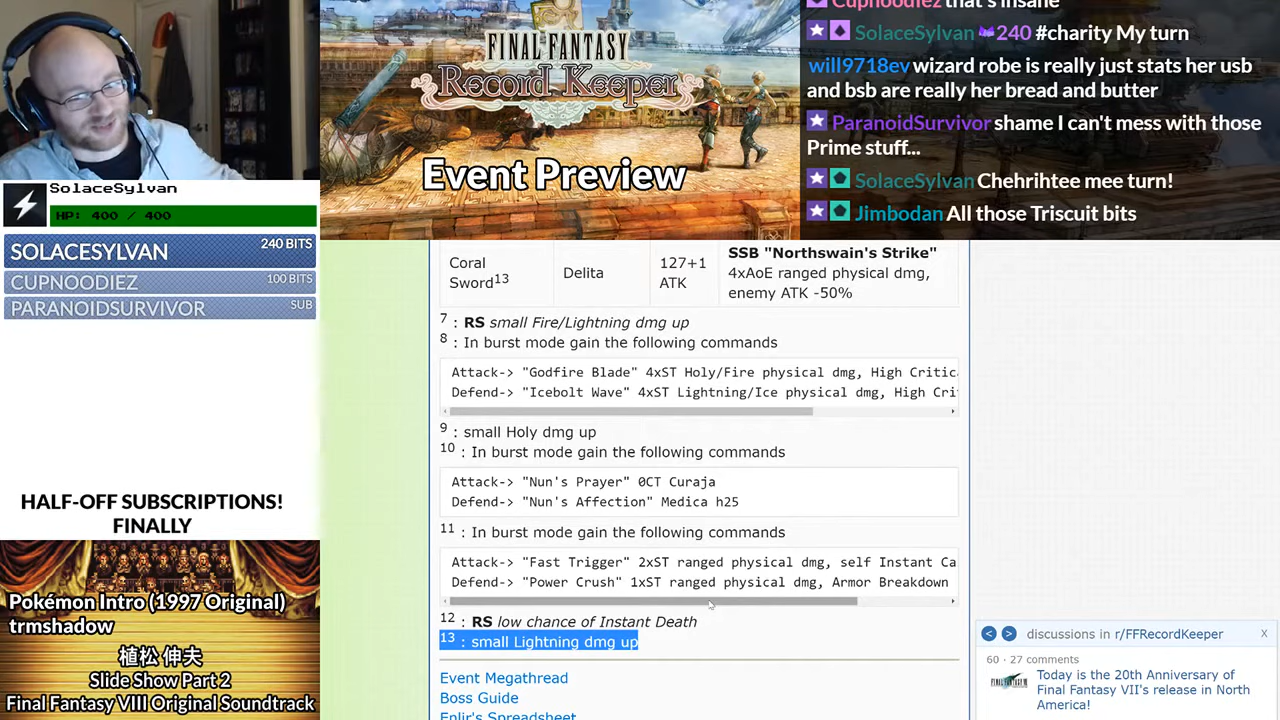 SolaceSylvan
HP: 400 / 400
SOLACESYLVAN 240 BITS
CUPNOODIEZ 100 BITS
PARANOIDSURVIVOR SUB
HALF-OFF SUBSCRIPTIONS!
FINALLY
Pokémon Intro (1997 Original)
trmshadow
植松 伸夫
Slide Show Part 2
Final Fantasy VIII Original Soundtrack
FINAL FANTASY
Record Keeper
Event Preview
Cupnoodiez that's insane
SolaceSylvan 240 #charity My turn
will9718ev wizard robe is really just stats her usb
and bsb are really her bread and butter
ParanoidSurvivor shame I can't mess with those
Prime stuff...
SolaceSylvan Chehrihtee mee turn!
Jimbodan All those Triscuit bits
Coral
Sword13
Delita
127+1
ATK
SSB "Northswain's Strike"
4xAoE ranged physical dmg,
enemy ATK -50%
7 : RS small Fire/Lightning dmg up
8 : In burst mode gain the following commands
Attack-> "Godfire Blade" 4xST Holy/Fire physical dmg, High Critic
Defend-> "Icebolt Wave" 4xST Lightning/Ice physical dmg, High Cri
9 : small Holy dmg up
10 : In burst mode gain the following commands
Attack-> "Nun's Prayer" 0CT Curaja
Defend-> "Nun's Affection" Medica h25
11 : In burst mode gain the following commands
Attack-> "Fast Trigger" 2xST ranged physical dmg, self Instant Ca
Defend-> "Power Crush" 1xST ranged physical dmg, Armor Breakdown
12 : RS low chance of Instant Death
13 : small Lightning dmg up
Event Megathread
Boss Guide
Enlir's Spreadsheet
discussions in r/FFRecordKeeper X
60 · 27 comments
Today is the 20th Anniversary of
Final Fantasy VII's release in North
America!